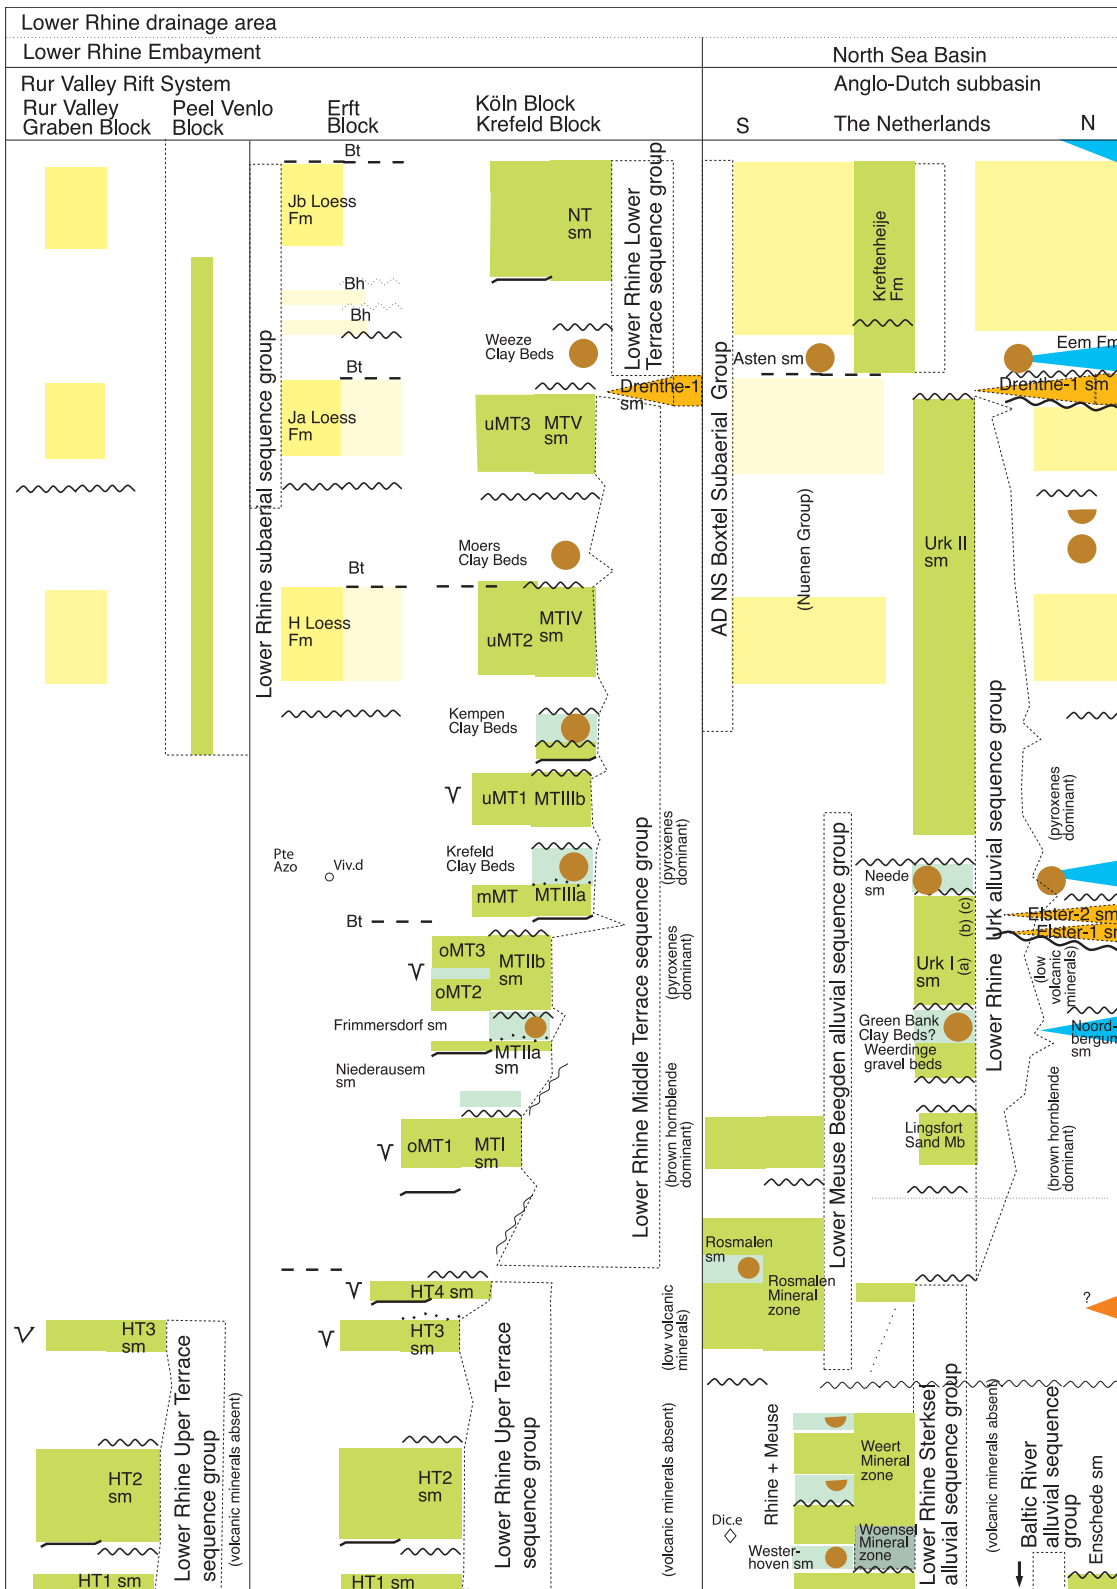 Lower Rhine drainage area
Lower Rhine Embayment
North Sea Basin
Rur Valley Rift System
Anglo-Dutch subbasin
Rur Valley
Graben Block
Peel Venlo
Block
Erft
Block
Köln Block
Krefeld Block
S
The Netherlands
N
Bt
Jb Loess
Fm
Bh
Bh
Bt
Ja Loess
Fm
Bt
H Loess
Fm
Lower Rhine subaerial sequence group
NT
sm
Weeze
Clay Beds
Lower Rhine Lower
Terrace sequence group
Drenthe-1
sm
uMT3
MTV
sm
Moers
Clay Beds
uMT2
MTIV
sm
Kempen
Clay Beds
V
uMT1
MTIIIb
Pte
Azo
Viv.d
Krefeld
Clay Beds
mMT
MTIIIa
Bt
oMT3
V
MTIIb
sm
oMT2
Frimmersdorf sm
MTIIa
sm
Niederausem
sm
V
oMT1
MTI
sm
Lower Rhine Middle Terrace sequence group
(pyroxenes
dominant)
(pyroxenes
dominant)
(brown hornblende
dominant)
(low volcanic
minerals)
(volcanic minerals absent)
V
HT4 sm
V
HT3
sm
V
HT3
sm
HT2
sm
HT2
sm
HT1 sm
HT1 sm
Lower Rhine Uper Terrace
sequence group
(volcanic minerals absent)
Lower Rhine Uper Terrace
sequence group
AD NS Boxtel Subaerial Group
Asten sm
(Nuenen Group)
Kreftenheije
Fm
Eem Fm
Drenthe-1 sm
Urk II
sm
Lower Meuse Beegden alluvial sequence group
Lower Rhine Urk alluvial sequence group
(pyroxenes
dominant)
Neede
sm
Elster-2 sm
Elster-1 sm
Urk I
sm
(a)
(b)
(c)
(low
volcanic
minerals)
Green Bank
Clay Beds?
Weerdinge
gravel beds
Noord-
bergum
sm
Lingsfort
Sand Mb
(brown hornblende
dominant)
Rosmalen
sm
Rosmalen
Mineral
zone
?
Rhine + Meuse
Weert
Mineral
zone
Dic.e
Woensel
Mineral
zone
Wester-
hoven sm
Lower Rhine Sterksel
alluvial sequence group
(volcanic minerals absent)
Baltic River
alluvial sequence
group
Enschede sm